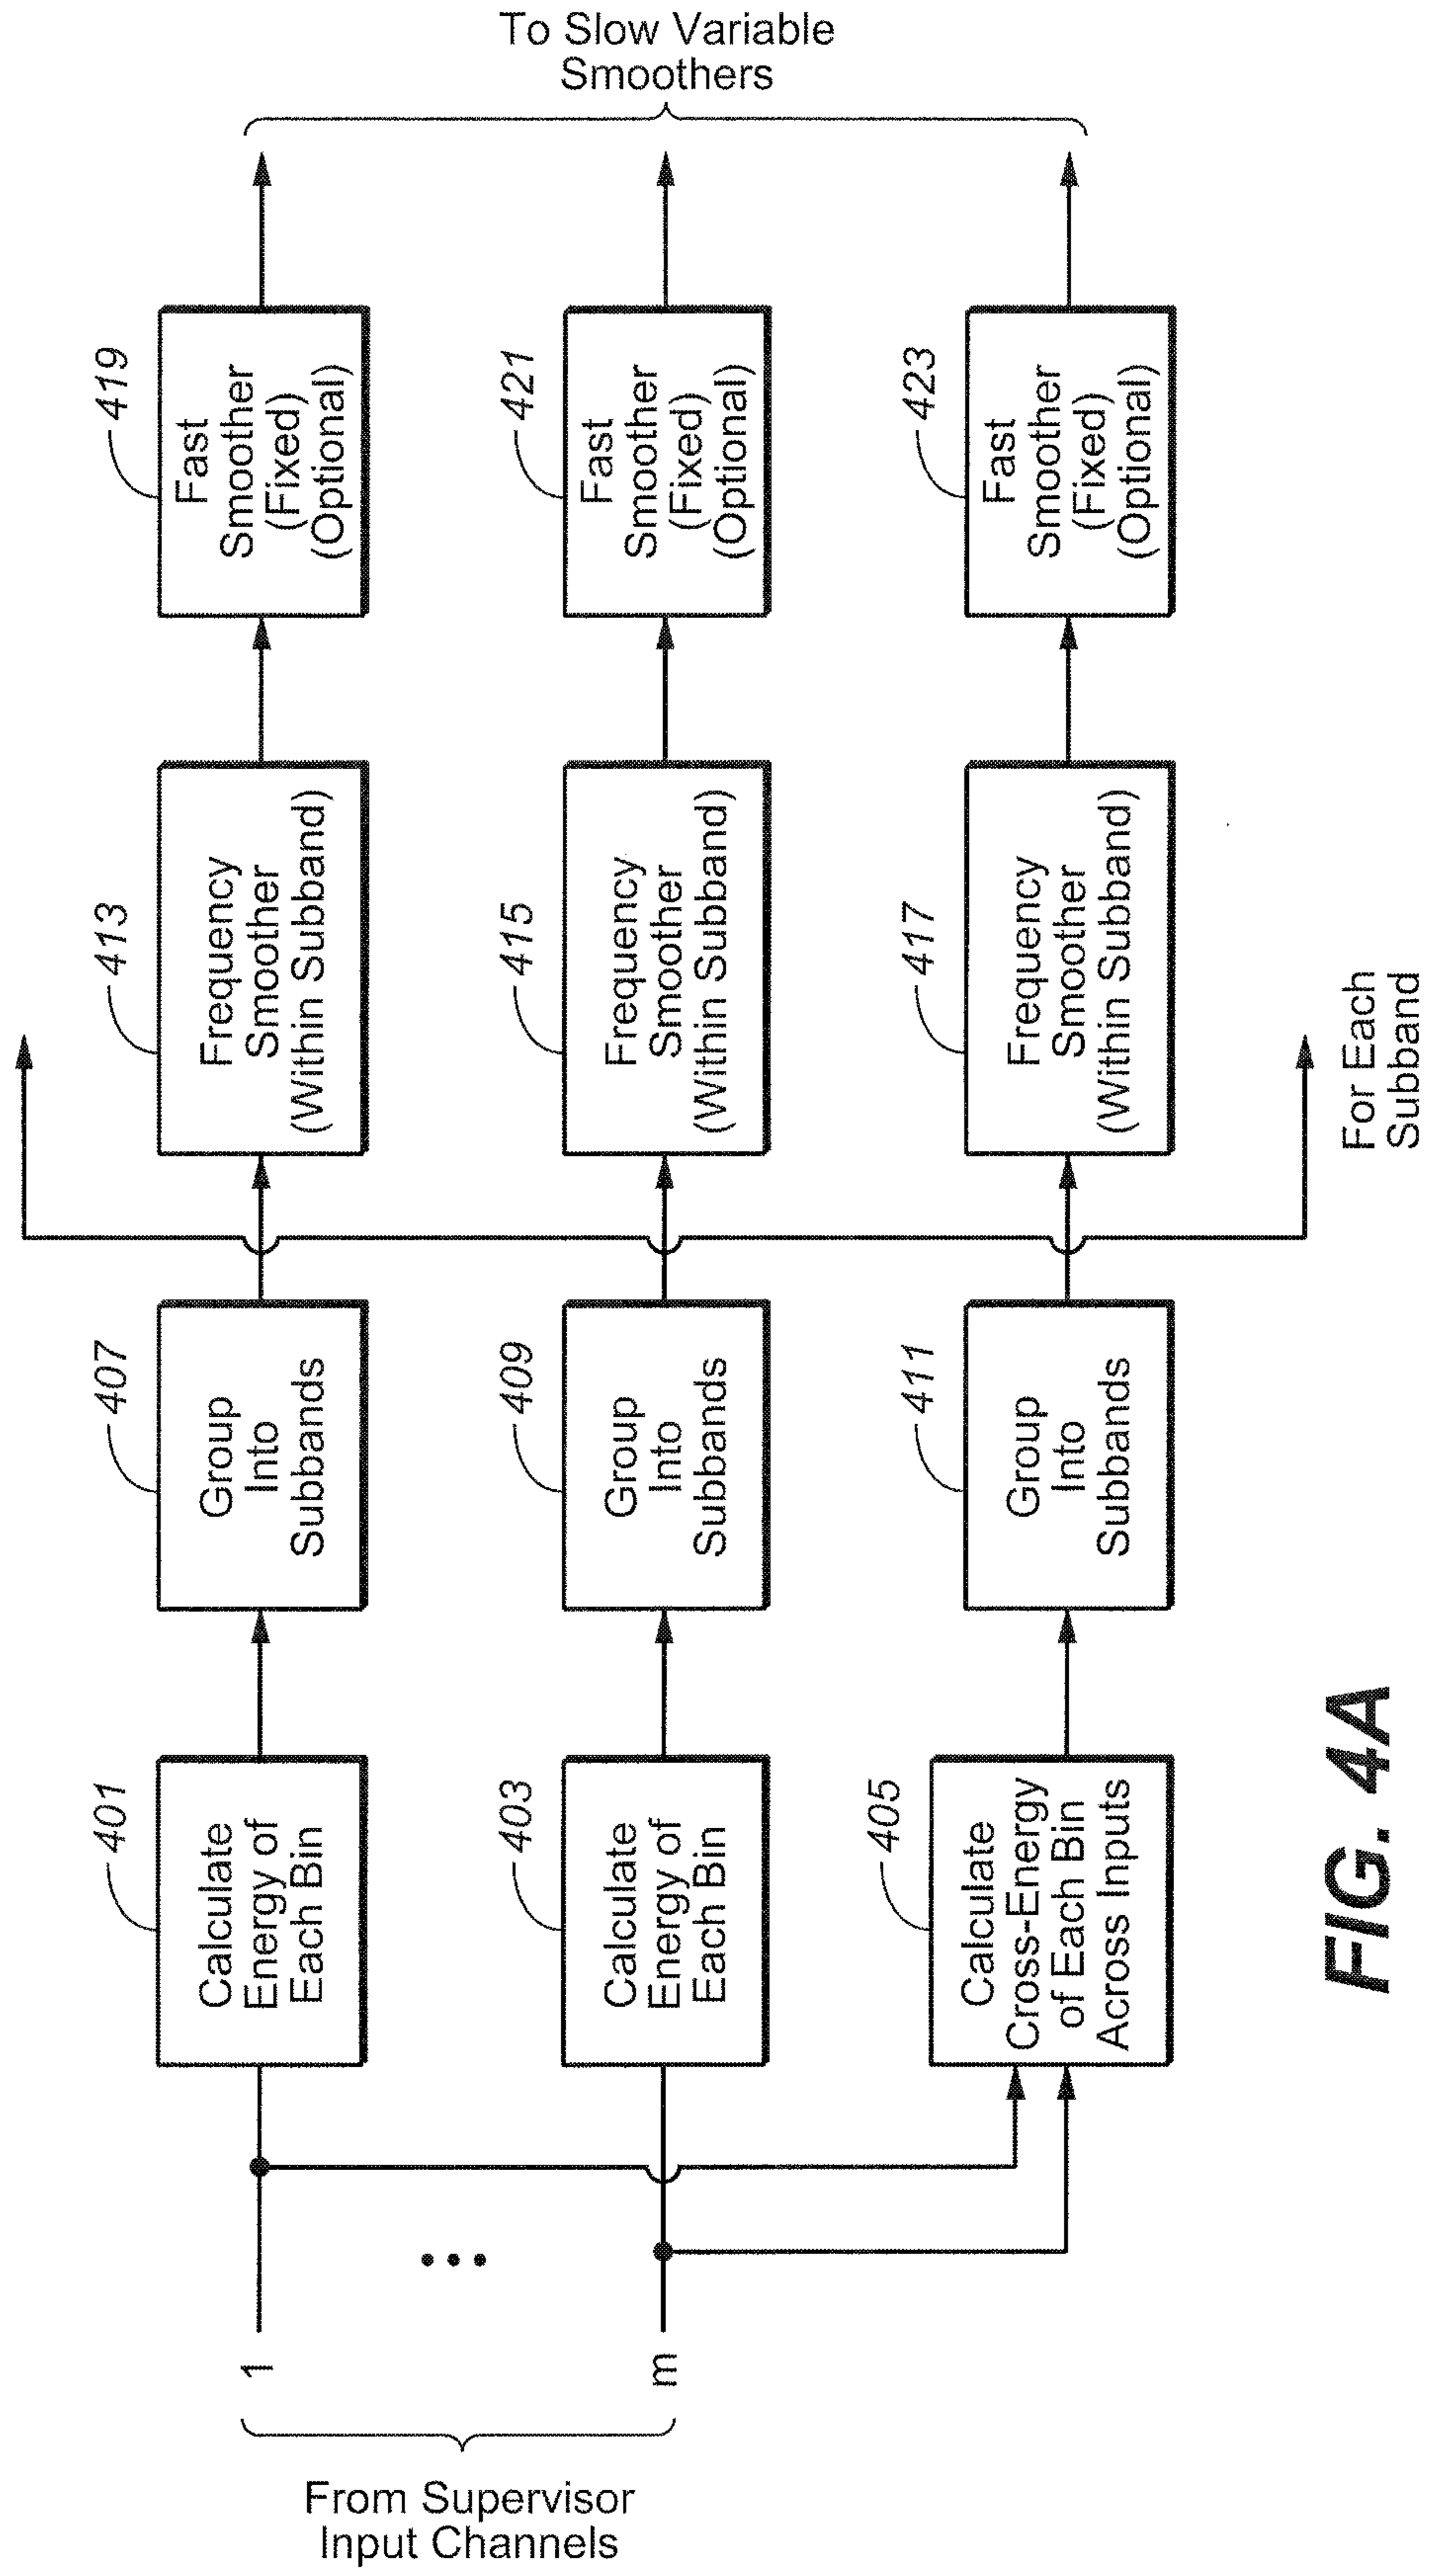 To Slow Variable
Smoothers
419
Fast
Smoother
(Fixed)
(Optional)
421
Fast
Smoother
(Fixed)
(Optional)
423
Fast
Smoother
(Fixed)
(Optional)
413
Frequency
Smoother
(Within Subband)
415
Frequency
Smoother
(Within Subband)
417
Frequency
Smoother
(Within Subband)
For Each
Subband
407
Group
Into
Subbands
409
Group
Into
Subbands
411
Group
Into
Subbands
401
Calculate
Energy of
Each Bin
403
Calculate
Energy of
Each Bin
405
Calculate
Cross-Energy
of Each Bin
Across Inputs
1
m
From Supervisor
Input Channels
FIG. 4A